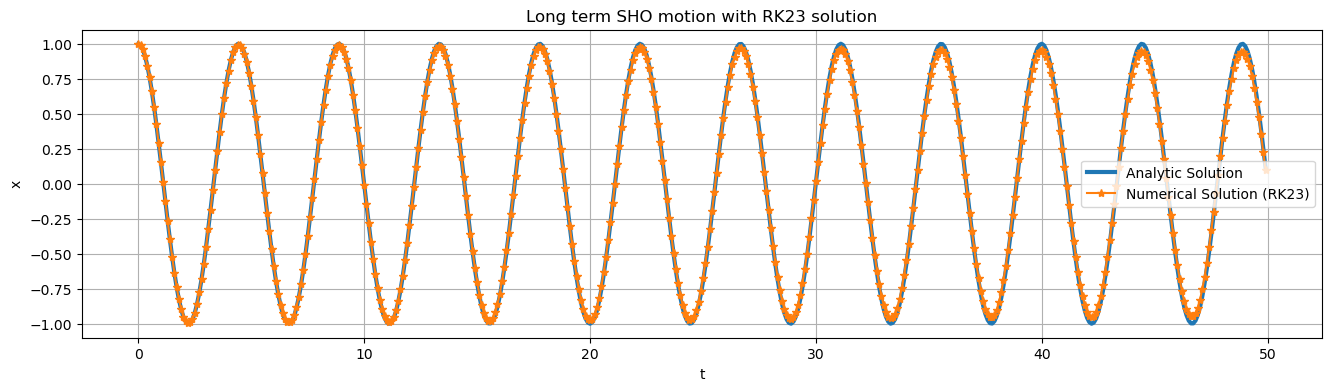 Long term SHO motion with RK23 solution
1.00
0.75
0.50
0.25
0.00
−0.25
−0.50
−0.75
−1.00
x
Analytic Solution
Numerical Solution (RK23)
0 10 20 30 40 50
t